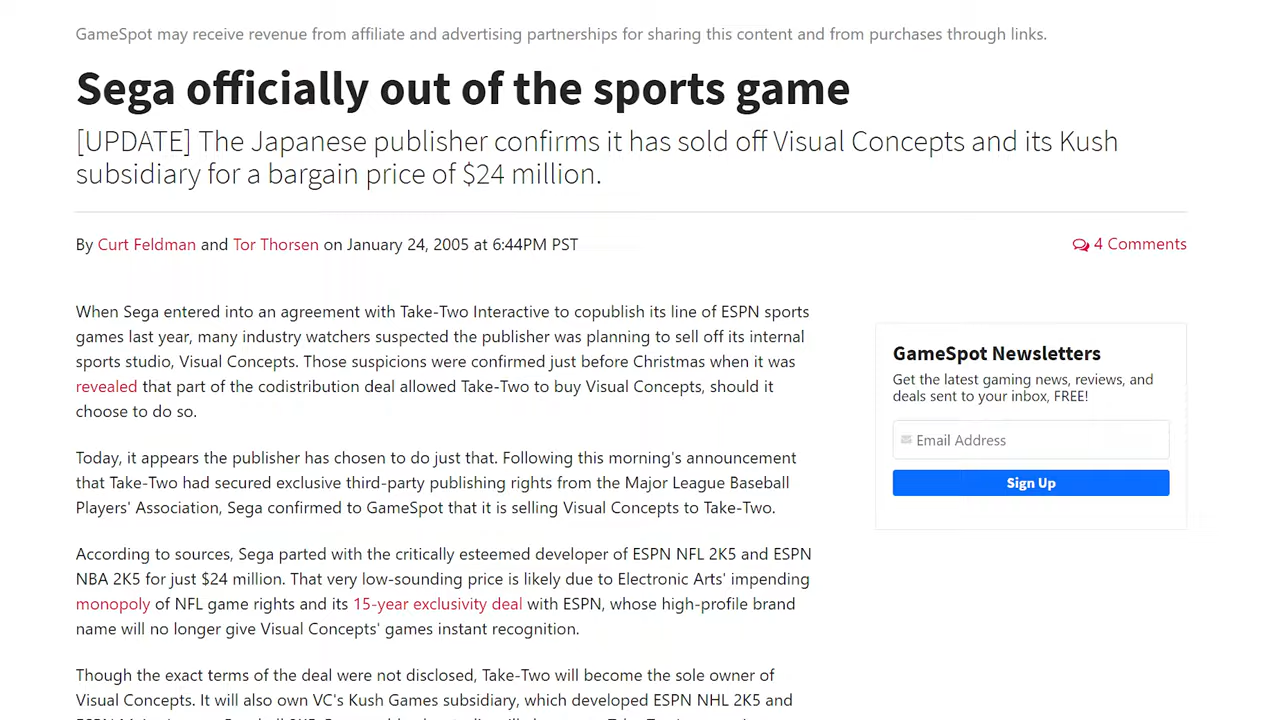 GameSpot may receive revenue from affiliate and advertising partnerships for sharing this content and from purchases through links.
Sega officially out of the sports game
[UPDATE] The Japanese publisher confirms it has sold off Visual Concepts and its Kush
subsidiary for a bargain price of $24 million.
By Curt Feldman and Tor Thorsen on January 24, 2005 at 6:44PM PST
4 Comments
When Sega entered into an agreement with Take-Two Interactive to copublish its line of ESPN sports
games last year, many industry watchers suspected the publisher was planning to sell off its internal
sports studio, Visual Concepts. Those suspicions were confirmed just before Christmas when it was
revealed that part of the codistribution deal allowed Take-Two to buy Visual Concepts, should it
choose to do so.
Today, it appears the publisher has chosen to do just that. Following this morning's announcement
that Take-Two had secured exclusive third-party publishing rights from the Major League Baseball
Players' Association, Sega confirmed to GameSpot that it is selling Visual Concepts to Take-Two.
According to sources, Sega parted with the critically esteemed developer of ESPN NFL 2K5 and ESPN
NBA 2K5 for just $24 million. That very low-sounding price is likely due to Electronic Arts' impending
monopoly of NFL game rights and its 15-year exclusivity deal with ESPN, whose high-profile brand
name will no longer give Visual Concepts' games instant recognition.
Though the exact terms of the deal were not disclosed, Take-Two will become the sole owner of
Visual Concepts. It will also own VC's Kush Games subsidiary, which developed ESPN NHL 2K5 and
GameSpot Newsletters
Get the latest gaming news, reviews, and
deals sent to your inbox, FREE!
Email Address
Sign Up